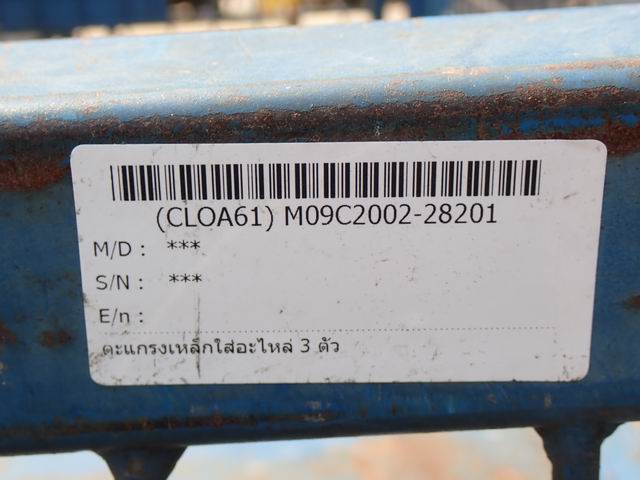 (CLOA61) M09C2002-28201
M/D : ***
S/N : ***
E/n :
ตะแกรงเหล็กใส่อะไหล่ 3 ตัว